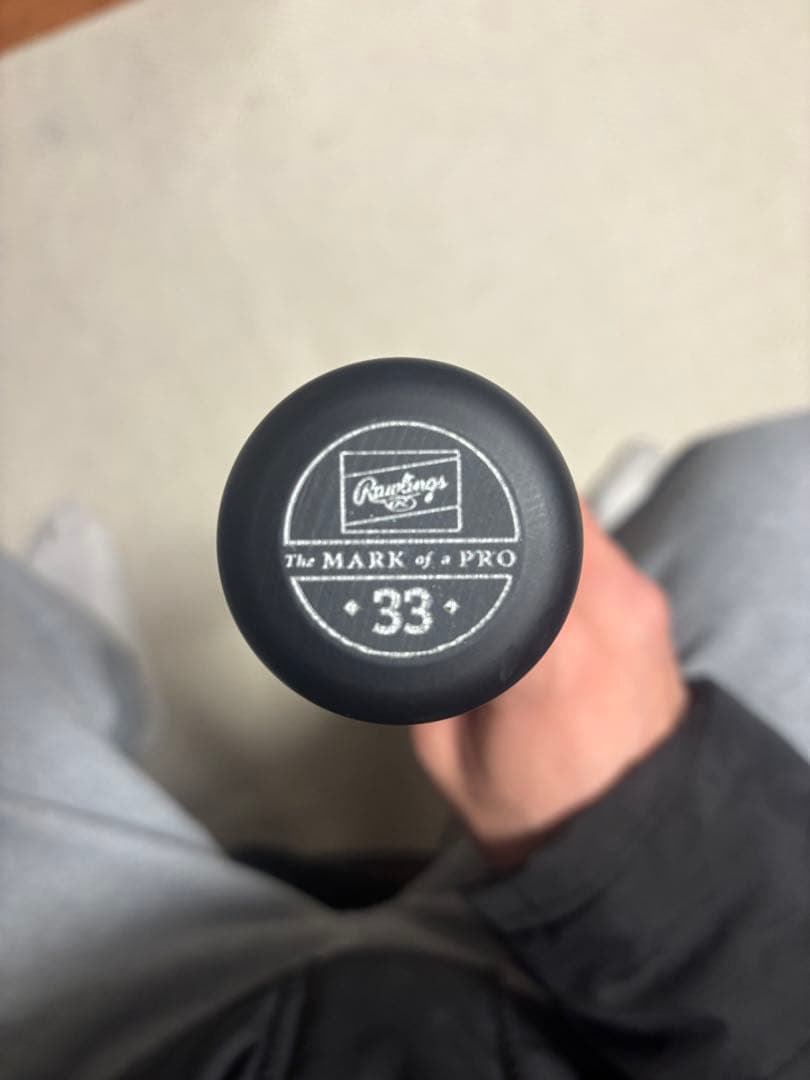 Rawlings
R
The MARK of a PRO
33